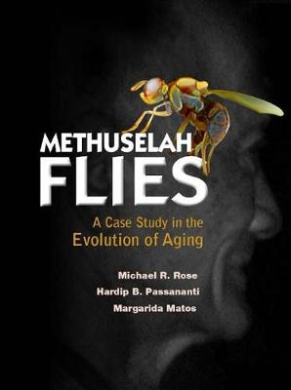 METHUSELAH
FLIES
A Case Study in the
Evolution of Aging
Michael R. Rose
Hardip B. Passananti
Margarida Matos